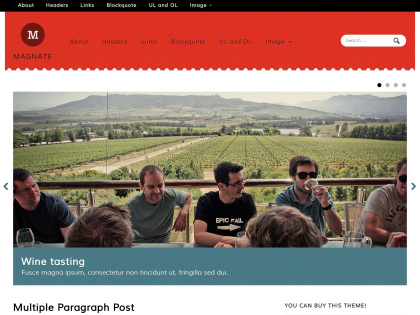 About Headers Links Blockquote UL and OL Image
M
MAGNATE
About Headers Links Blockquote UL and OL Image
Search
EPIC FAIL
Wine tasting
Fusce magna ipsum, consectetur non tincidunt ut, fringilla sed dui.
Multiple Paragraph Post
YOU CAN BUY THIS THEME!